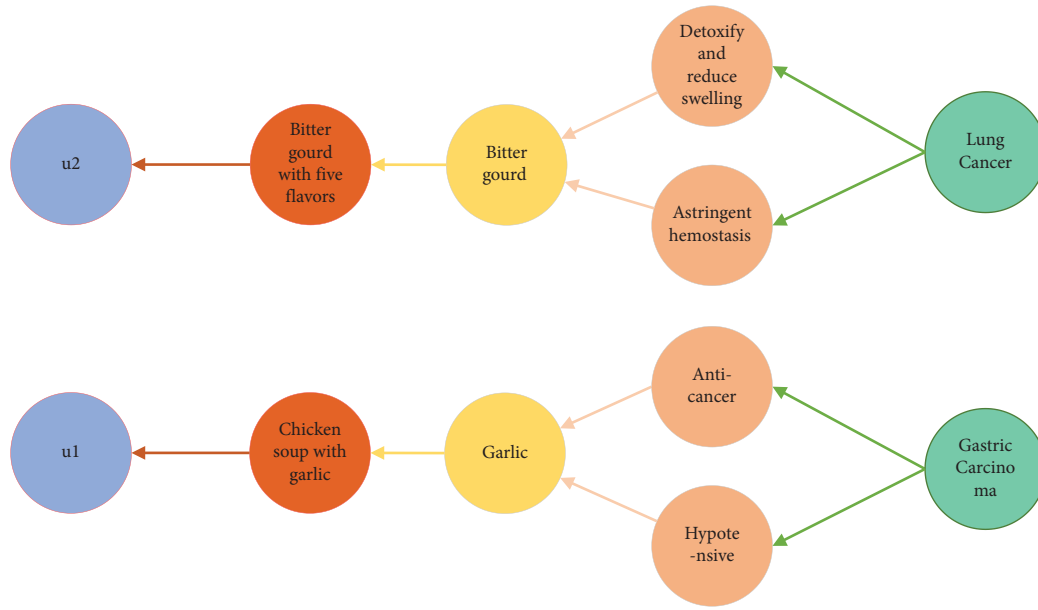 u2
Bitter
gourd
with five
flavors
Bitter
gourd
Detoxify
and
reduce
swelling
Astringent
hemostasis
Lung
Cancer
u1
Chicken
soup with
garlic
Garlic
Anti-
cancer
Hypote
-nsive
Gastric
Carcino
ma